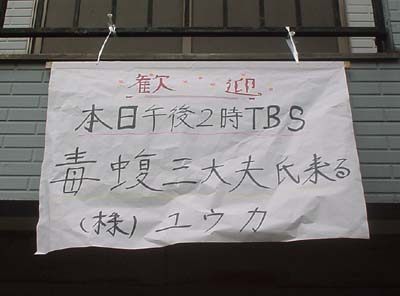 歓迎
本日午後2時TBS
毒蝮三太夫氏来る
(株)ユウカ